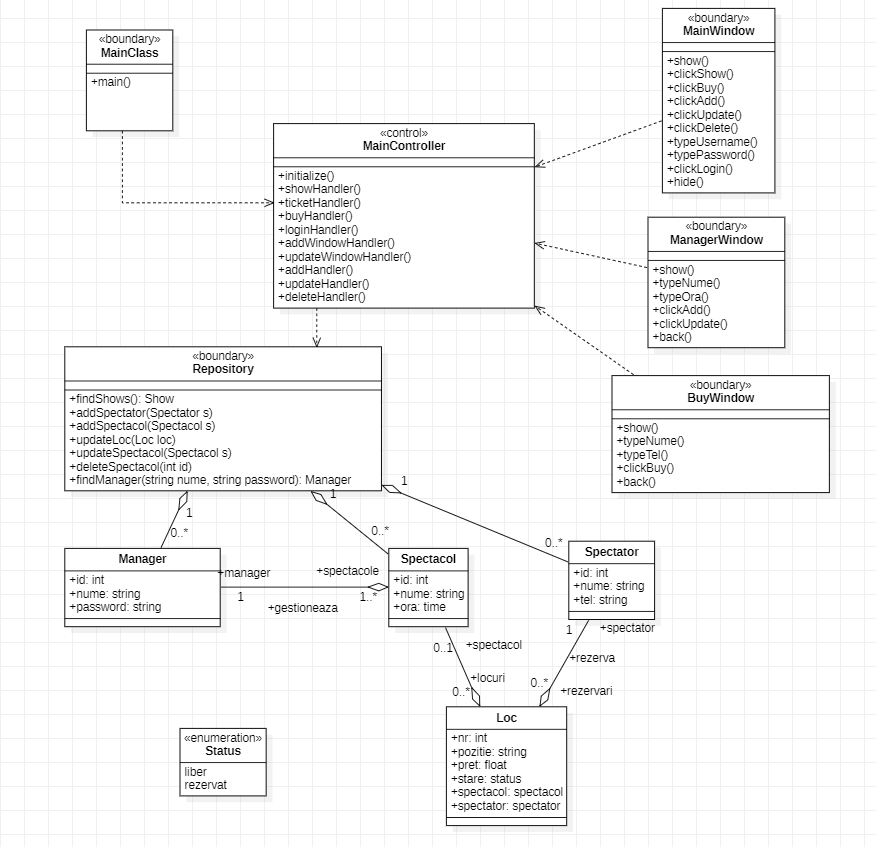 «boundary»
MainClass
+main()
«boundary»
MainWindow
+show()
+clickShow()
+clickBuy()
+clickAdd()
+clickUpdate()
+clickDelete()
+typeUsername()
+typePassword()
+clickLogin()
+hide()
«control»
MainController
+initialize()
+showHandler()
+ticketHandler()
+buyHandler()
+loginHandler()
+addWindowHandler()
+updateWindowHandler()
+addHandler()
+updateHandler()
+deleteHandler()
«boundary»
ManagerWindow
+show()
+typeNume()
+typeOra()
+clickAdd()
+clickUpdate()
+back()
«boundary»
BuyWindow
+show()
+typeNume()
+typeTel()
+clickBuy()
+back()
«boundary»
Repository
+findShows(): Show
+addSpectator(Spectator s)
+addSpectacol(Spectacol s)
+updateLoc(Loc loc)
+updateSpectacol(Spectacol s)
+deleteSpectacol(int id)
+findManager(string nume, string password): Manager
1
0..*
1
0..*
1
0..*
Manager
+id: int
+nume: string
+password: string
+manager
1
+gestioneaza
+spectacole
1..*
Spectacol
+id: int
+nume: string
+ora: time
Spectator
+id: int
+nume: string
+tel: string
0..1
+spectacol
+locuri
0..*
1
+spectator
+rezerva
0..*
+rezervari
Loc
+nr: int
+pozitie: string
+pret: float
+stare: status
+spectacol: spectacol
+spectator: spectator
«enumeration»
Status
liber
rezervat